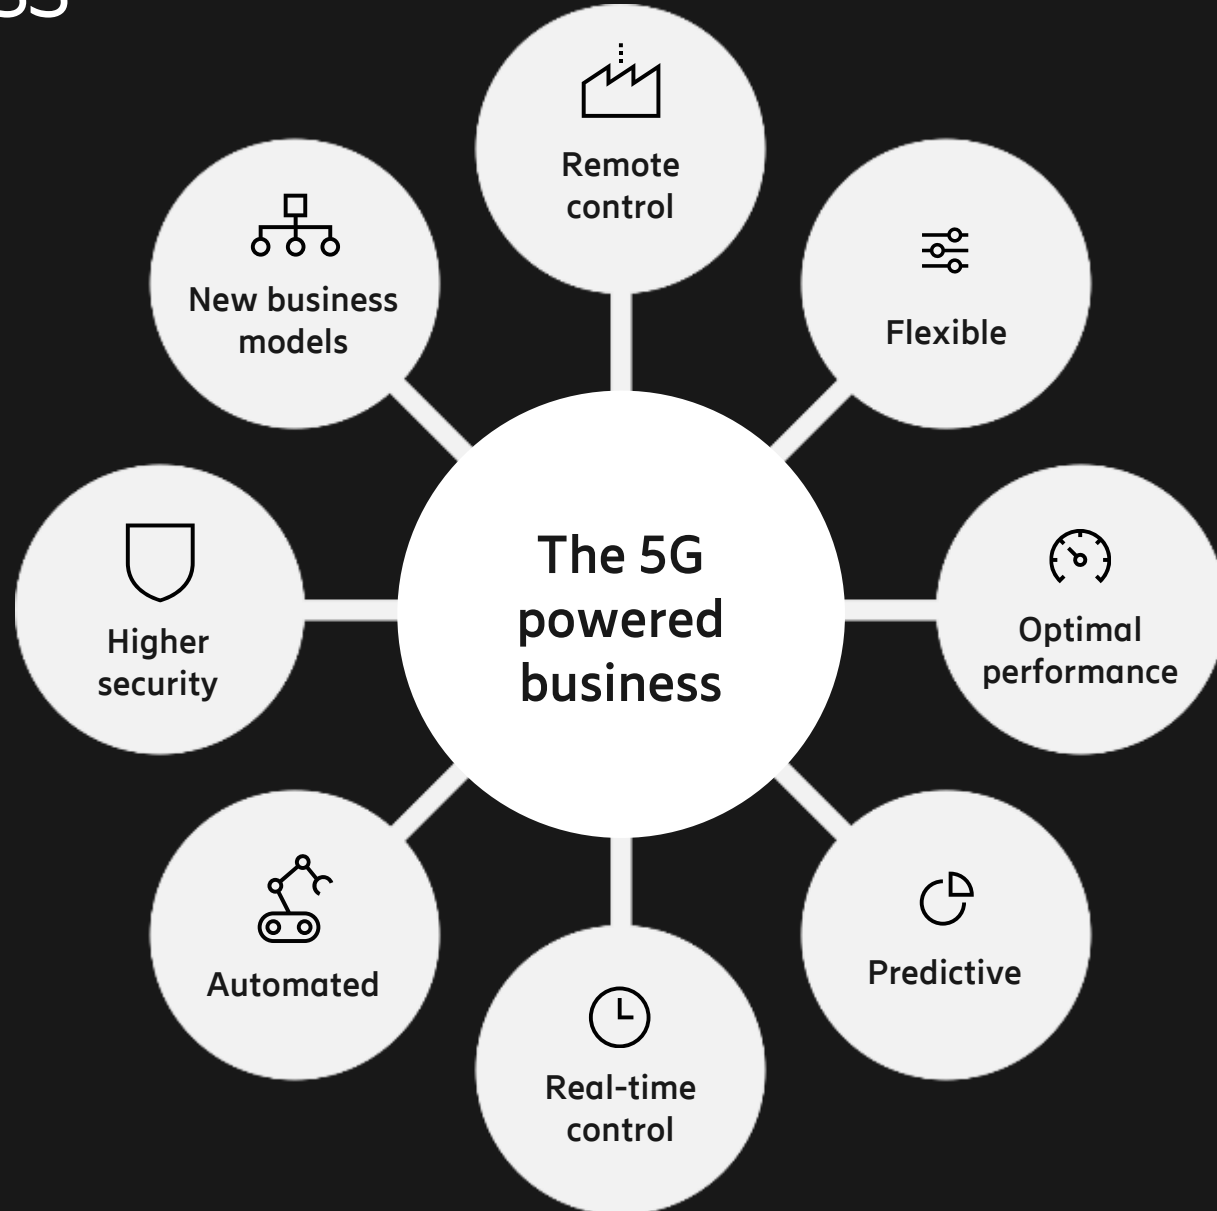 Remote
control
Flexible
Optimal
performance
Predictive
Real-time
control
Automated
Higher
security
New business
models
The 5G
powered
business